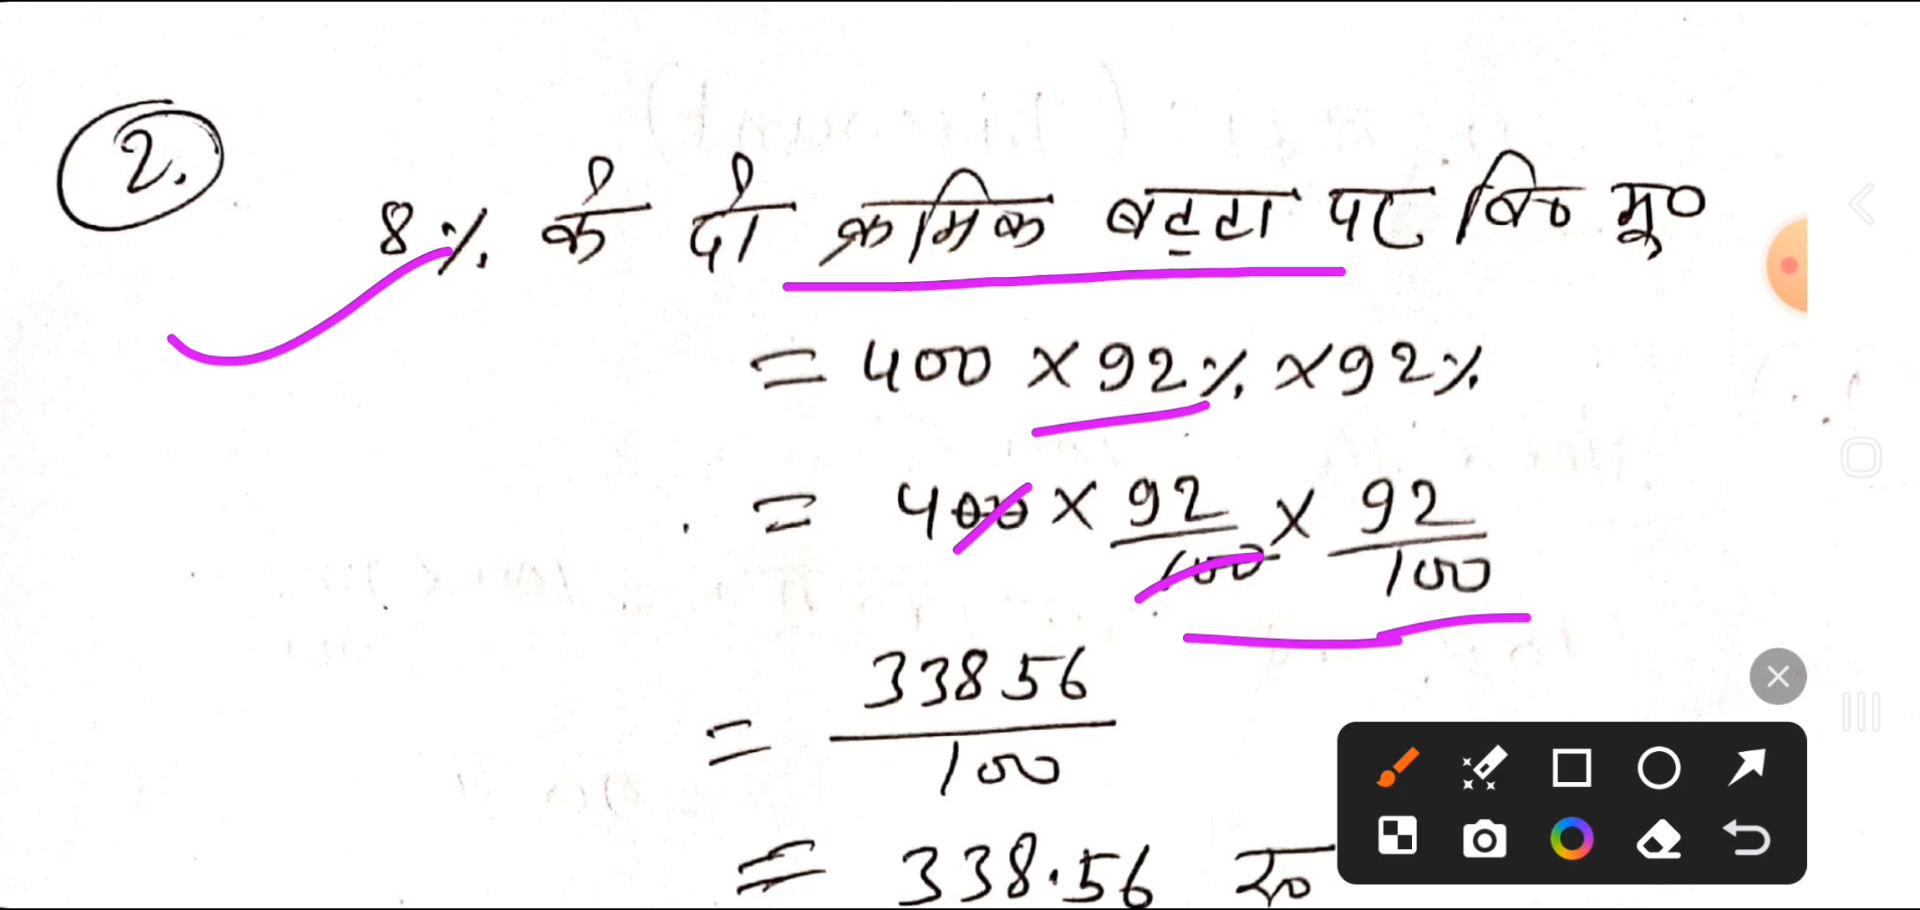 2.
8% के दो क्रमिक बट्टा पर वि० मू०
= 400 × 92% × 92%
= 400 × 92/100 × 92/100
= 33856/100
= 338.56 रु०